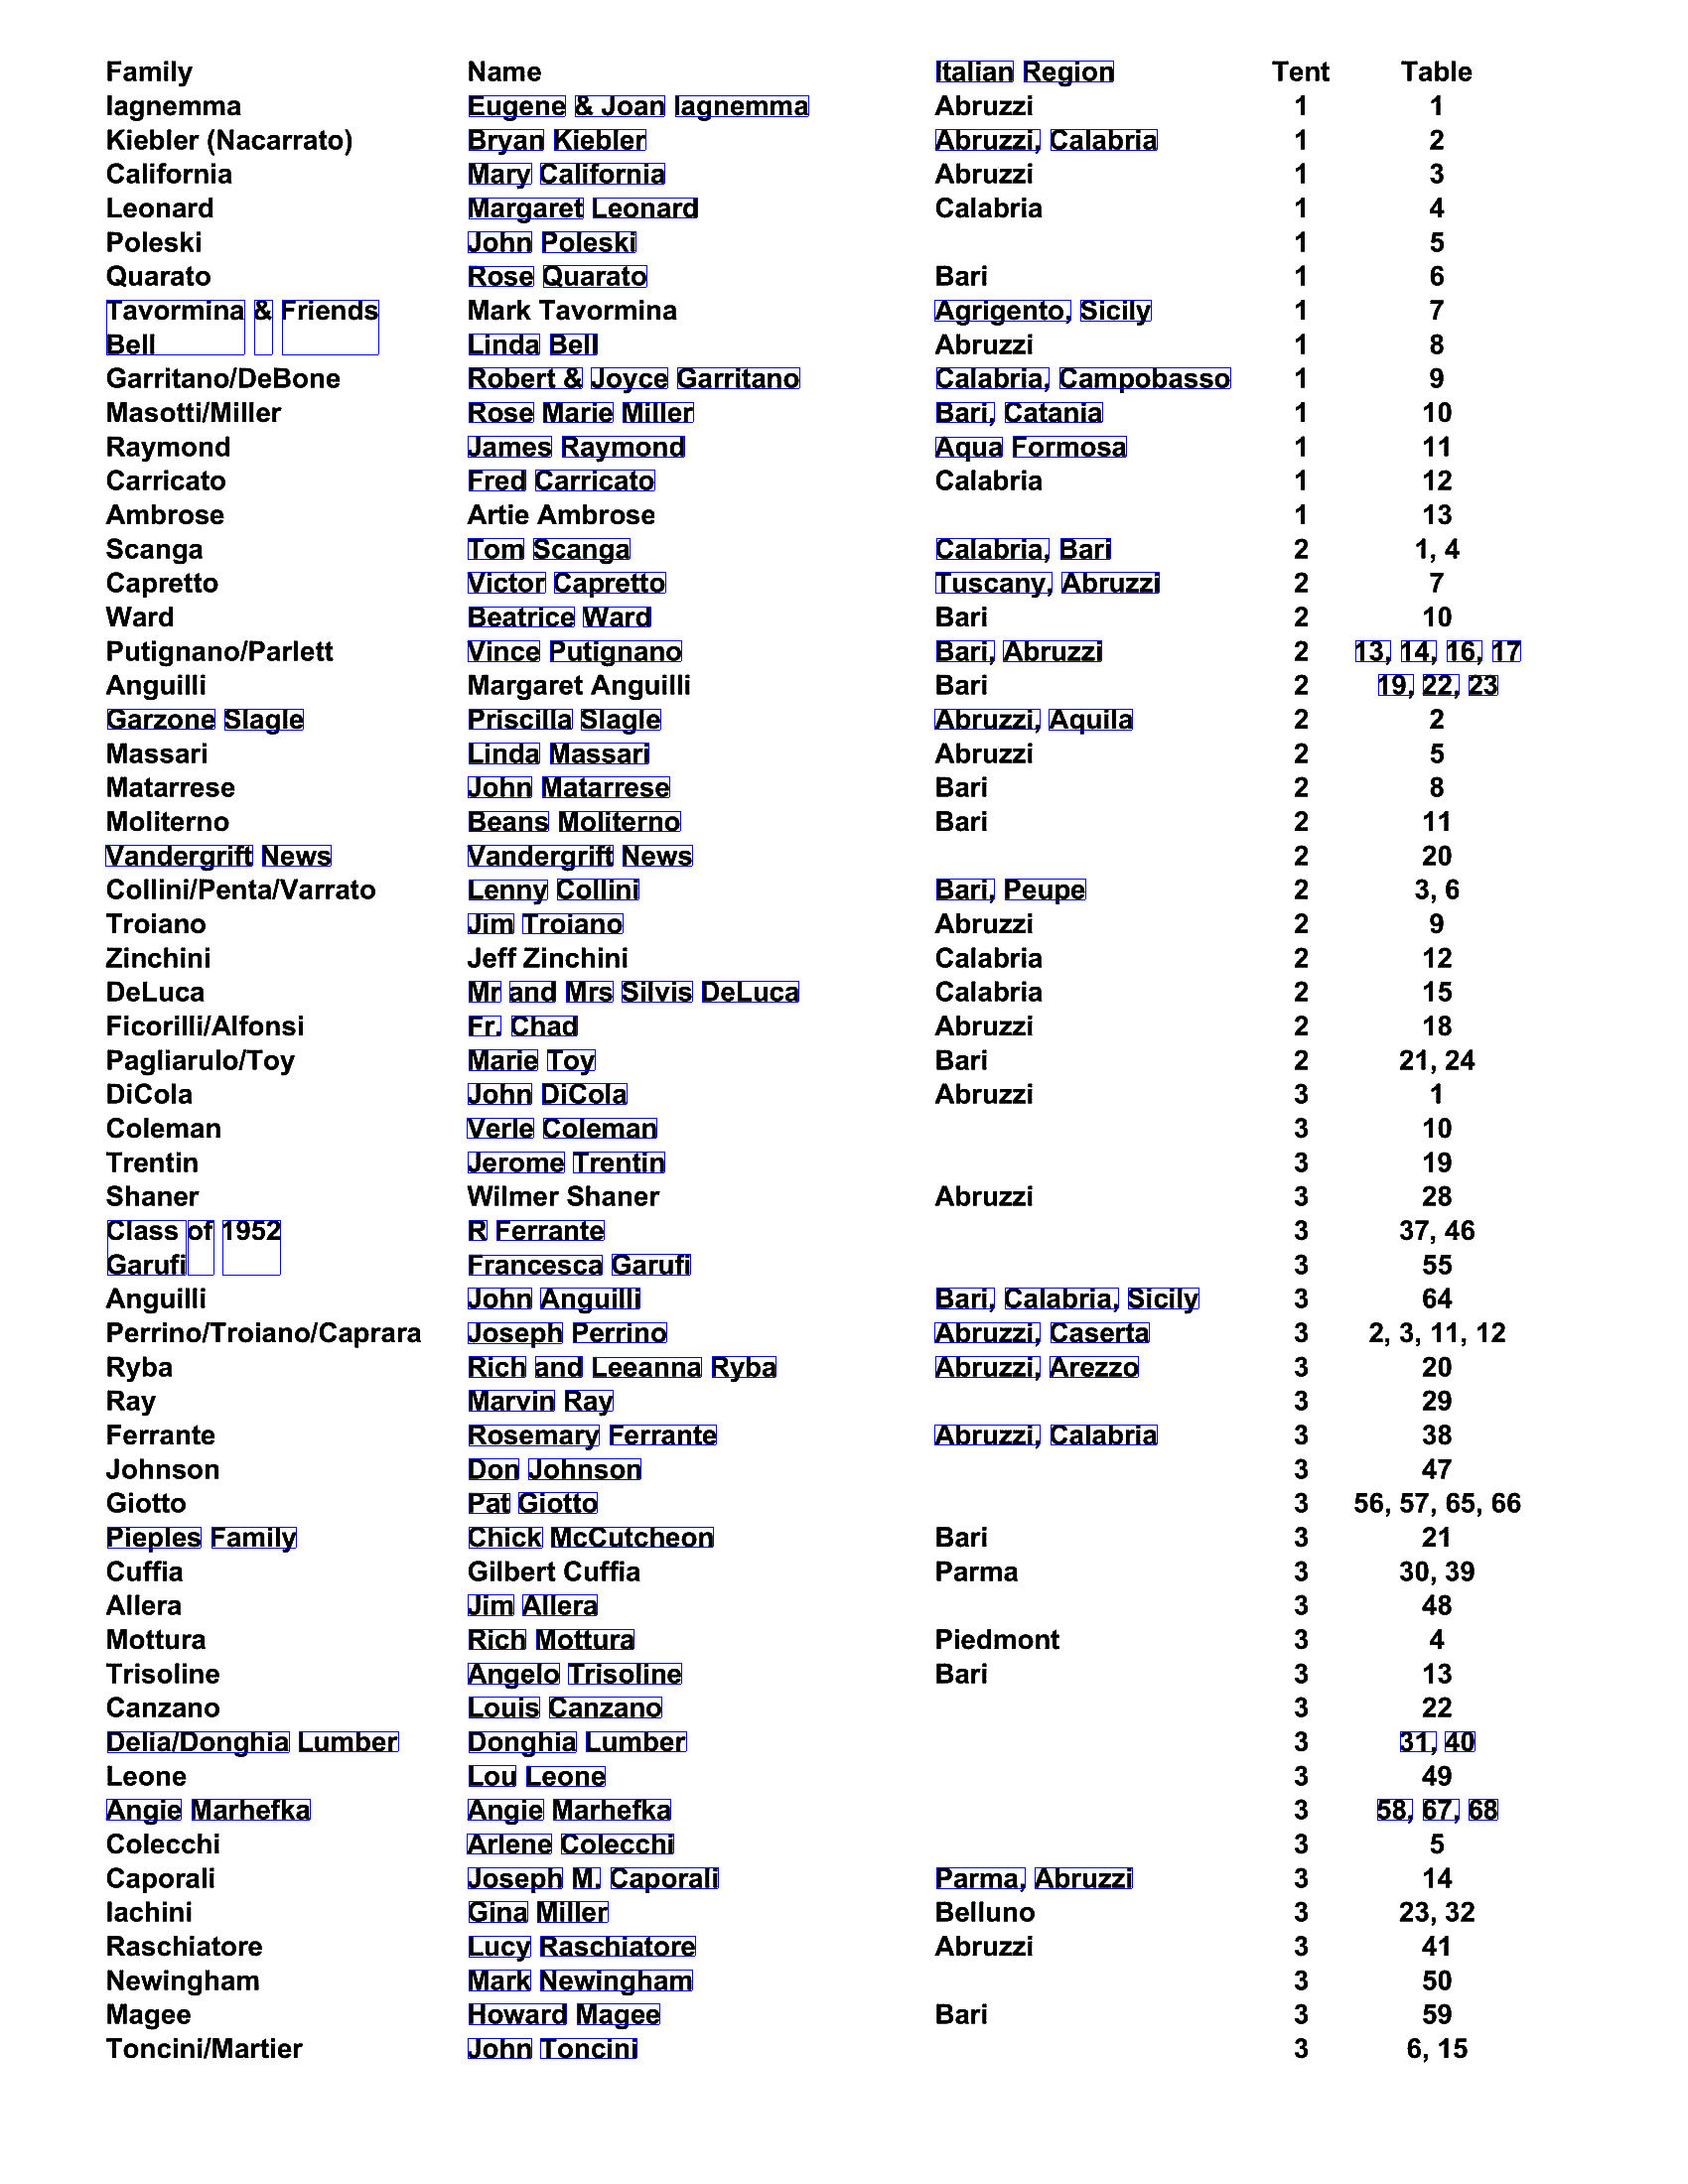 Family Name Italian Region Tent Table
Iagnemma Eugene & Joan Iagnemma Abruzzi 1 1
Kiebler (Nacarrato) Bryan Kiebler Abruzzi, Calabria 1 2
California Mary California Abruzzi 1 3
Leonard Margaret Leonard Calabria 1 4
Poleski John Poleski 1 5
Quarato Rose Quarato Bari 1 6
Tavormina & Friends Mark Tavormina Agrigento, Sicily 1 7
Bell Linda Bell Abruzzi 1 8
Garritano/DeBone Robert & Joyce Garritano Calabria, Campobasso 1 9
Masotti/Miller Rose Marie Miller Bari, Catania 1 10
Raymond James Raymond Aqua Formosa 1 11
Carricato Fred Carricato Calabria 1 12
Ambrose Artie Ambrose 1 13
Scanga Tom Scanga Calabria, Bari 2 1, 4
Capretto Victor Capretto Tuscany, Abruzzi 2 7
Ward Beatrice Ward Bari 2 10
Putignano/Parlett Vince Putignano Bari, Abruzzi 2 13, 14, 16, 17
Anguilli Margaret Anguilli Bari 2 19, 22, 23
Garzone Slagle Priscilla Slagle Abruzzi, Aquila 2 2
Massari Linda Massari Abruzzi 2 5
Matarrese John Matarrese Bari 2 8
Moliterno Beans Moliterno Bari 2 11
Vandergrift News Vandergrift News 2 20
Collini/Penta/Varrato Lenny Collini Bari, Peupe 2 3, 6
Troiano Jim Troiano Abruzzi 2 9
Zinchini Jeff Zinchini Calabria 2 12
DeLuca Mr and Mrs Silvis DeLuca Calabria 2 15
Ficorilli/Alfonsi Fr. Chad Abruzzi 2 18
Pagliarulo/Toy Marie Toy Bari 2 21, 24
DiCola John DiCola Abruzzi 3 1
Coleman Verle Coleman 3 10
Trentin Jerome Trentin 3 19
Shaner Wilmer Shaner Abruzzi 3 28
Class of 1952 R Ferrante 3 37, 46
Garufi Francesca Garufi 3 55
Anguilli John Anguilli Bari, Calabria, Sicily 3 64
Perrino/Troiano/Caprara Joseph Perrino Abruzzi, Caserta 3 2, 3, 11, 12
Ryba Rich and Leeanna Ryba Abruzzi, Arezzo 3 20
Ray Marvin Ray 3 29
Ferrante Rosemary Ferrante Abruzzi, Calabria 3 38
Johnson Don Johnson 3 47
Giotto Pat Giotto 3 56, 57, 65, 66
Pieples Family Chick McCutcheon Bari 3 21
Cuffia Gilbert Cuffia Parma 3 30, 39
Allera Jim Allera 3 48
Mottura Rich Mottura Piedmont 3 4
Trisoline Angelo Trisoline Bari 3 13
Canzano Louis Canzano 3 22
Delia/Donghia Lumber Donghia Lumber 3 31, 40
Leone Lou Leone 3 49
Angie Marhefka Angie Marhefka 3 58, 67, 68
Colecchi Arlene Colecchi 3 5
Caporali Joseph M. Caporali Parma, Abruzzi 3 14
Iachini Gina Miller Belluno 3 23, 32
Raschiatore Lucy Raschiatore Abruzzi 3 41
Newingham Mark Newingham 3 50
Magee Howard Magee Bari 3 59
Toncini/Martier John Toncini 3 6, 15